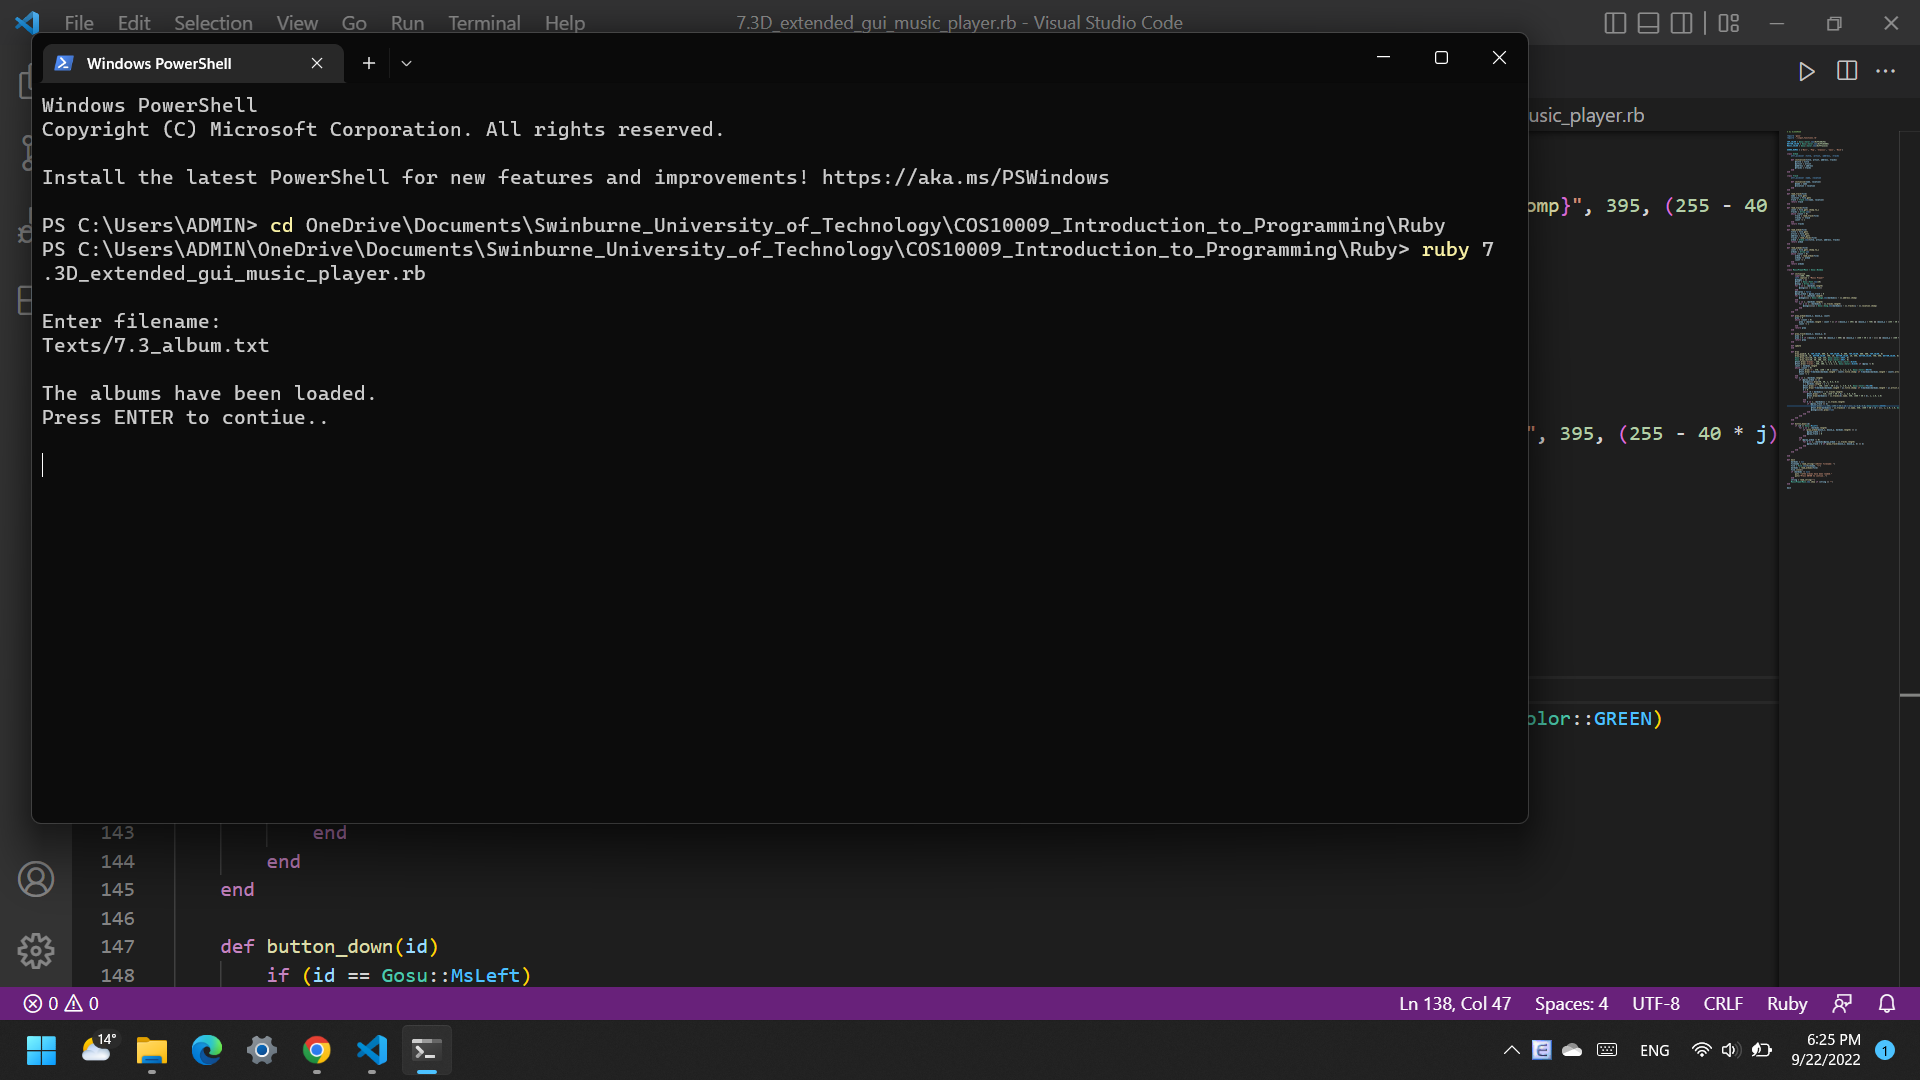 File Edit Selection View Go Run Terminal Help 7.3D_extended_gui_music_player.rb - Visual Studio Code
Windows PowerShell
Windows PowerShell
Copyright (C) Microsoft Corporation. All rights reserved.
usic_player.rb
Install the latest PowerShell for new features and improvements! https://aka.ms/PSWindows
omp}", 395, (255 - 40
PS C:\Users\ADMIN> cd OneDrive\Documents\Swinburne_University_of_Technology\COS10009_Introduction_to_Programming\Ruby
PS C:\Users\ADMIN\OneDrive\Documents\Swinburne_University_of_Technology\COS10009_Introduction_to_Programming\Ruby> ruby 7
.3D_extended_gui_music_player.rb
Enter filename:
Texts/7.3_album.txt
The albums have been loaded.
Press ENTER to contiue..
", 395, (255 - 40 * j)
olor::GREEN)
143 end
144 end
145 end
146
147 def button_down(id)
148 if (id == Gosu::MsLeft)
0 0 Ln 138, Col 47 Spaces: 4 UTF-8 CRLF Ruby
14° ENG 6:25 PM 1
9/22/2022